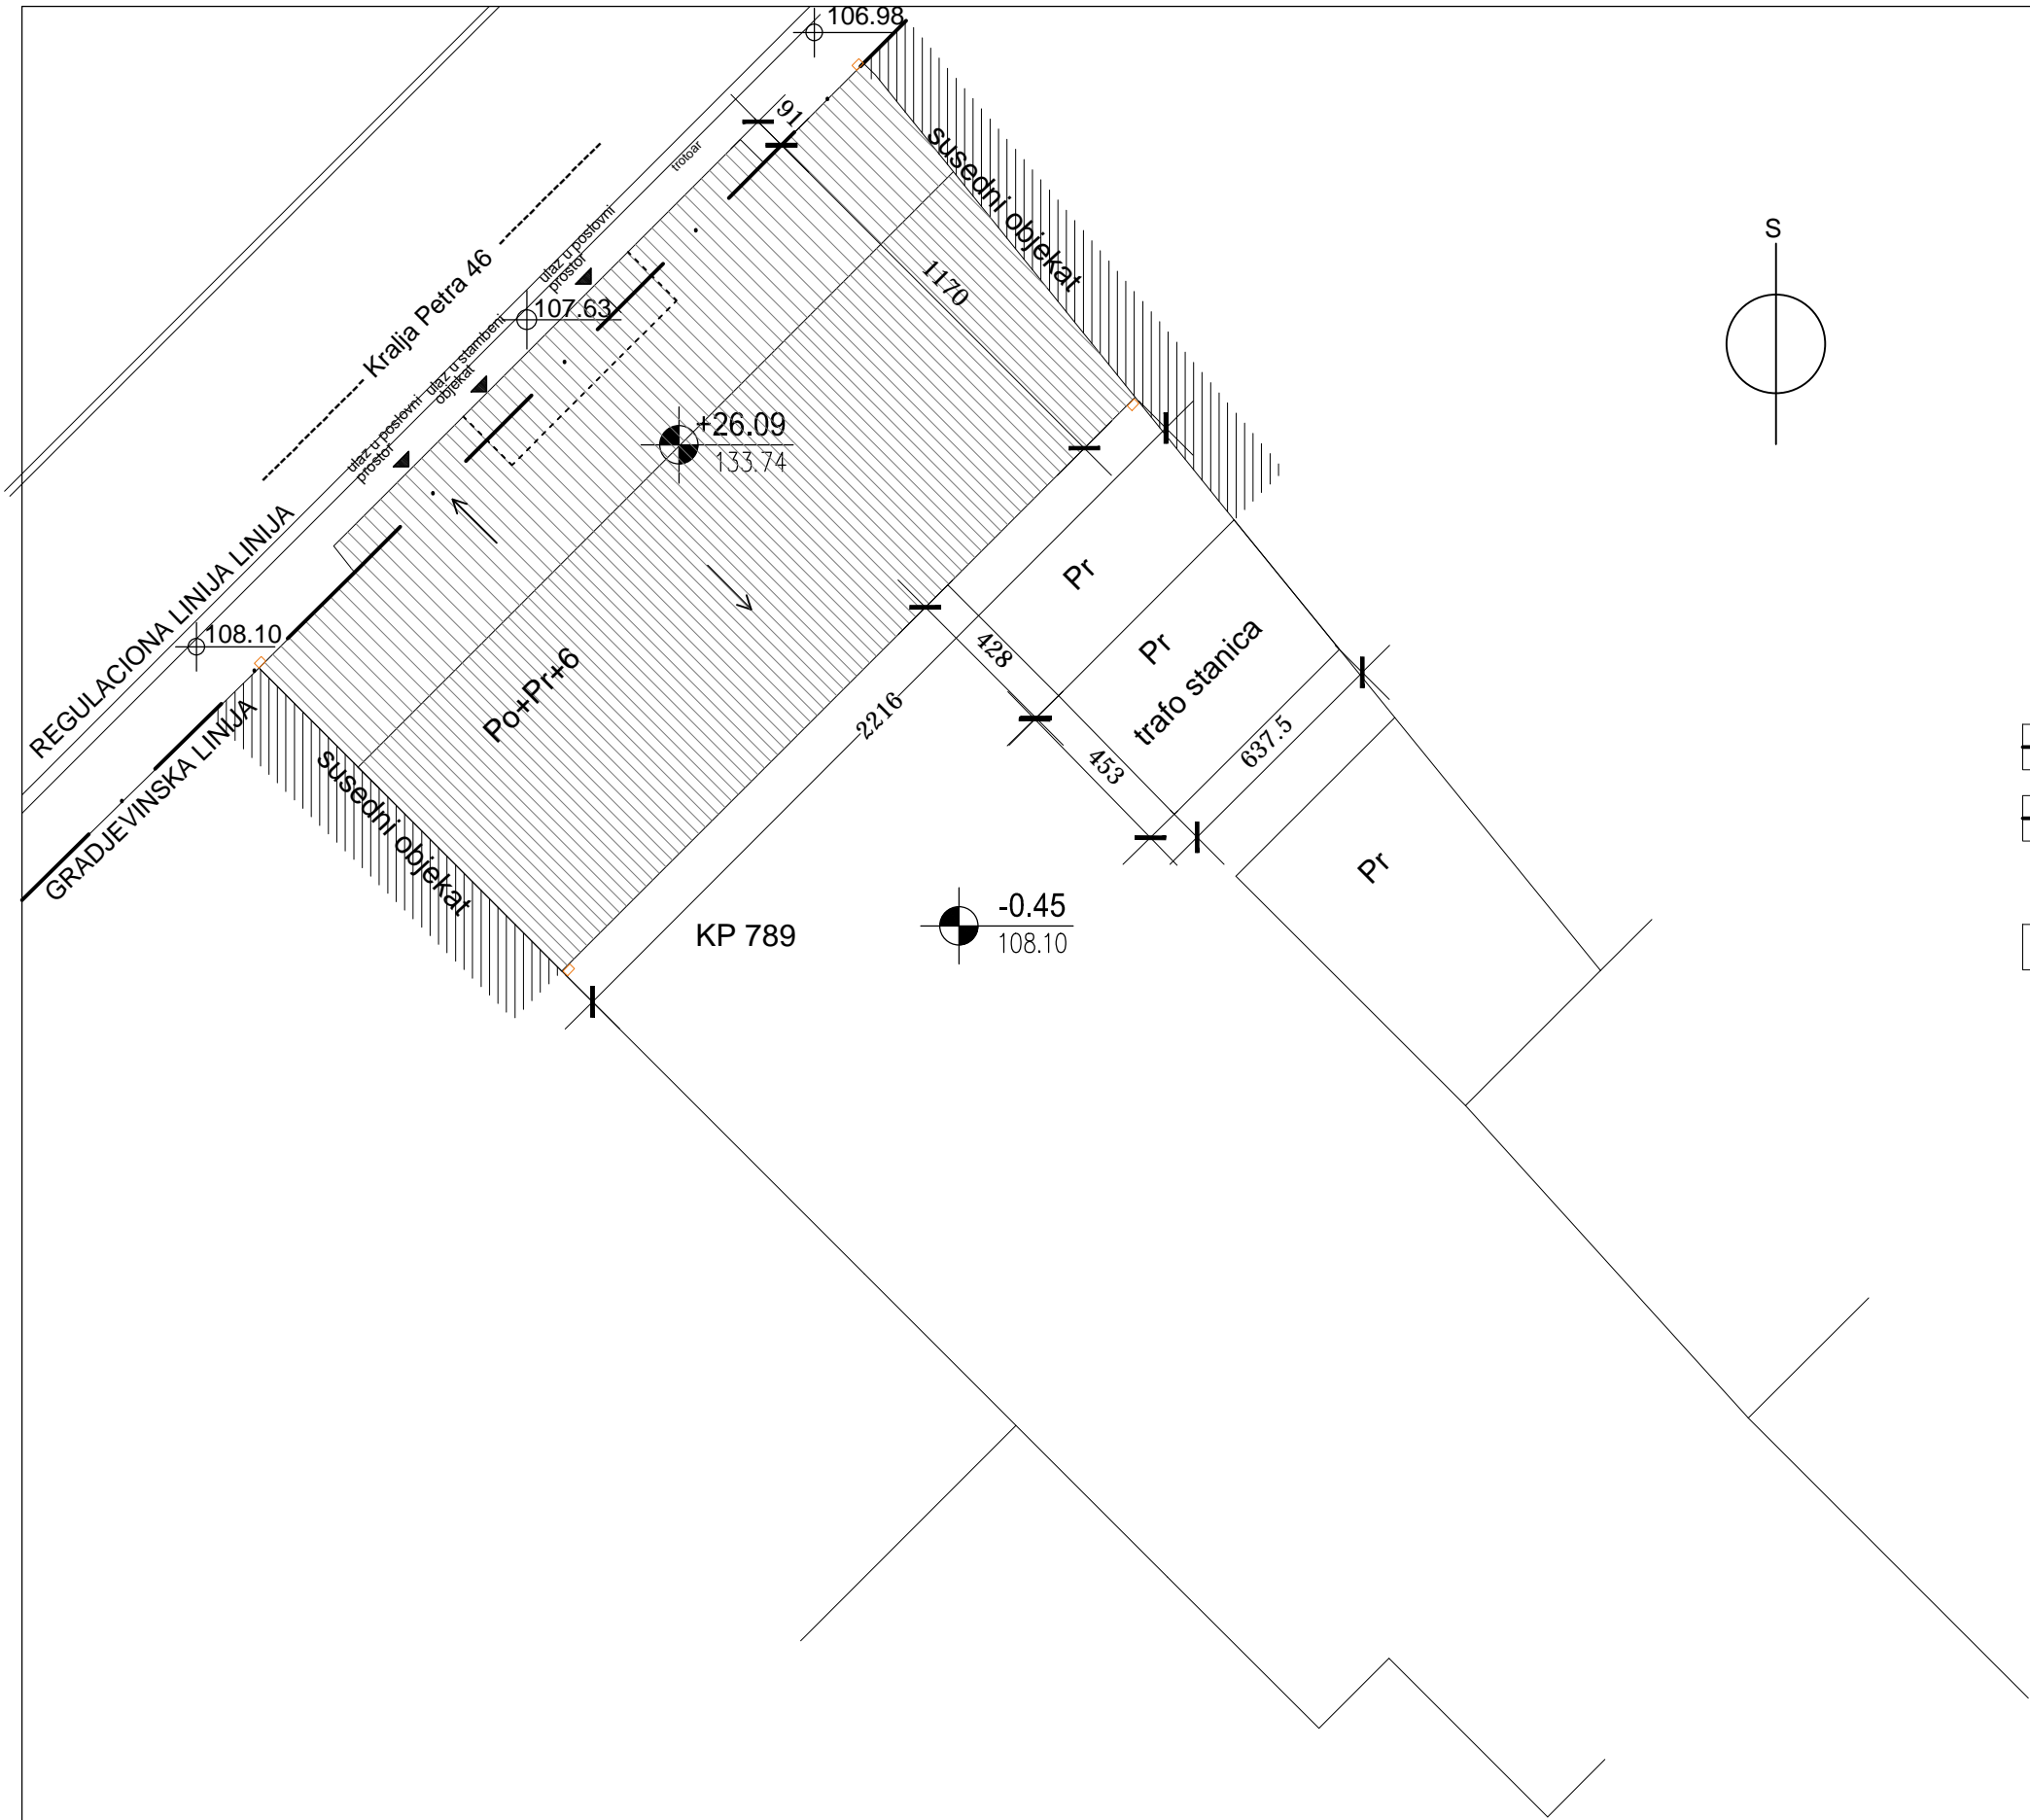 106.98
91
trotoar
susedni objekat
S
ulaz u poslovni
prostor
Kralja Petra 46
107.63
1170
ulaz u stambeni
objekat
ulaz u poslovni
prostor
+26.09
133.74
REGULACIONA LINIJA LINIJA
108.10
Pr
428
Pr
trafo stanica
Po+Pr+6
2216
637.5
453
GRADJEVINSKA LINIJA
susedni objekat
Pr
KP 789
-0.45
108.10